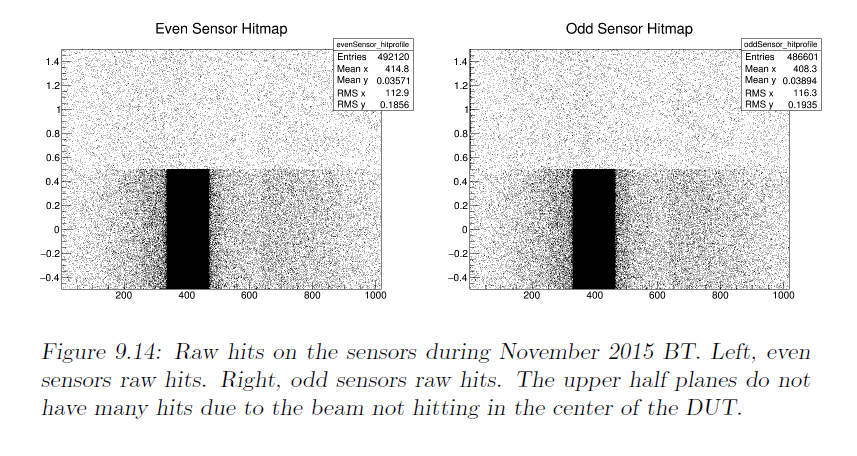 Even Sensor Hitmap
evenSensor_hitprofile
Entries 492120
Mean x 414.8
Mean y 0.03571
RMS x 112.9
RMS y 0.1856
1.4
1.2
1
0.8
0.6
0.4
0.2
0
−0.2
−0.4
200 400 600 800 1000
Odd Sensor Hitmap
oddSensor_hitprofile
Entries 486601
Mean x 408.3
Mean y 0.03894
RMS x 116.3
RMS y 0.1935
1.4
1.2
1
0.8
0.6
0.4
0.2
0
−0.2
−0.4
200 400 600 800 1000
Figure 9.14: Raw hits on the sensors during November 2015 BT. Left, even
sensors raw hits. Right, odd sensors raw hits. The upper half planes do not
have many hits due to the beam not hitting in the center of the DUT.